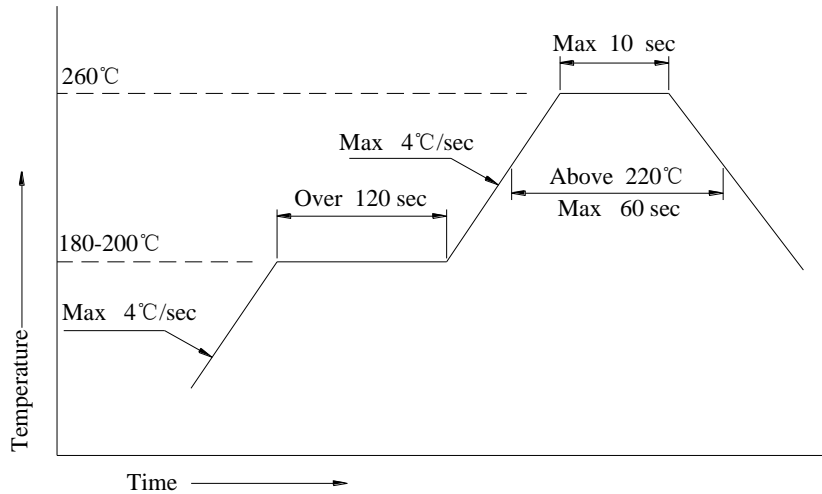 Max 10 sec
260℃
Max 4℃/sec
Above 220℃
Max 60 sec
Over 120 sec
180-200℃
Max 4℃/sec
Temperature
Time